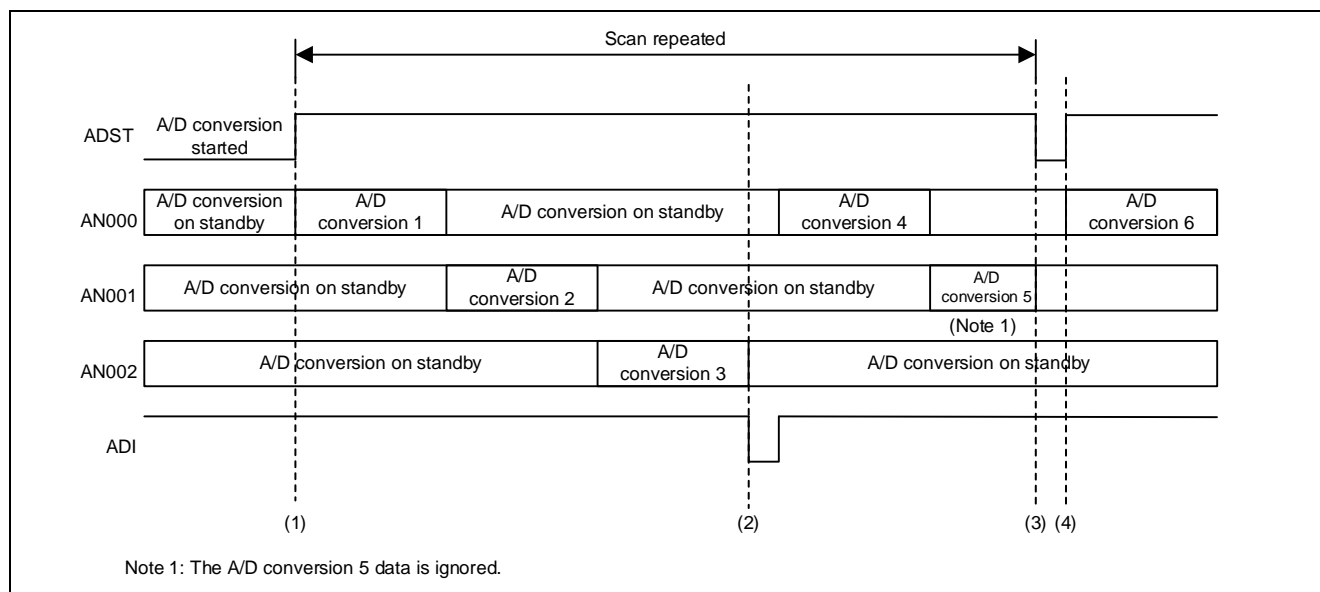 Scan repeated
ADST
A/D conversion
started
AN000
A/D conversion
on standby
A/D
conversion 1
A/D conversion on standby
A/D
conversion 4
A/D
conversion 6
AN001
A/D conversion on standby
A/D
conversion 2
A/D conversion on standby
A/D
conversion 5
(Note 1)
AN002
A/D conversion on standby
A/D
conversion 3
A/D conversion on standby
ADI
(1)
(2)
(3)
(4)
Note 1: The A/D conversion 5 data is ignored.